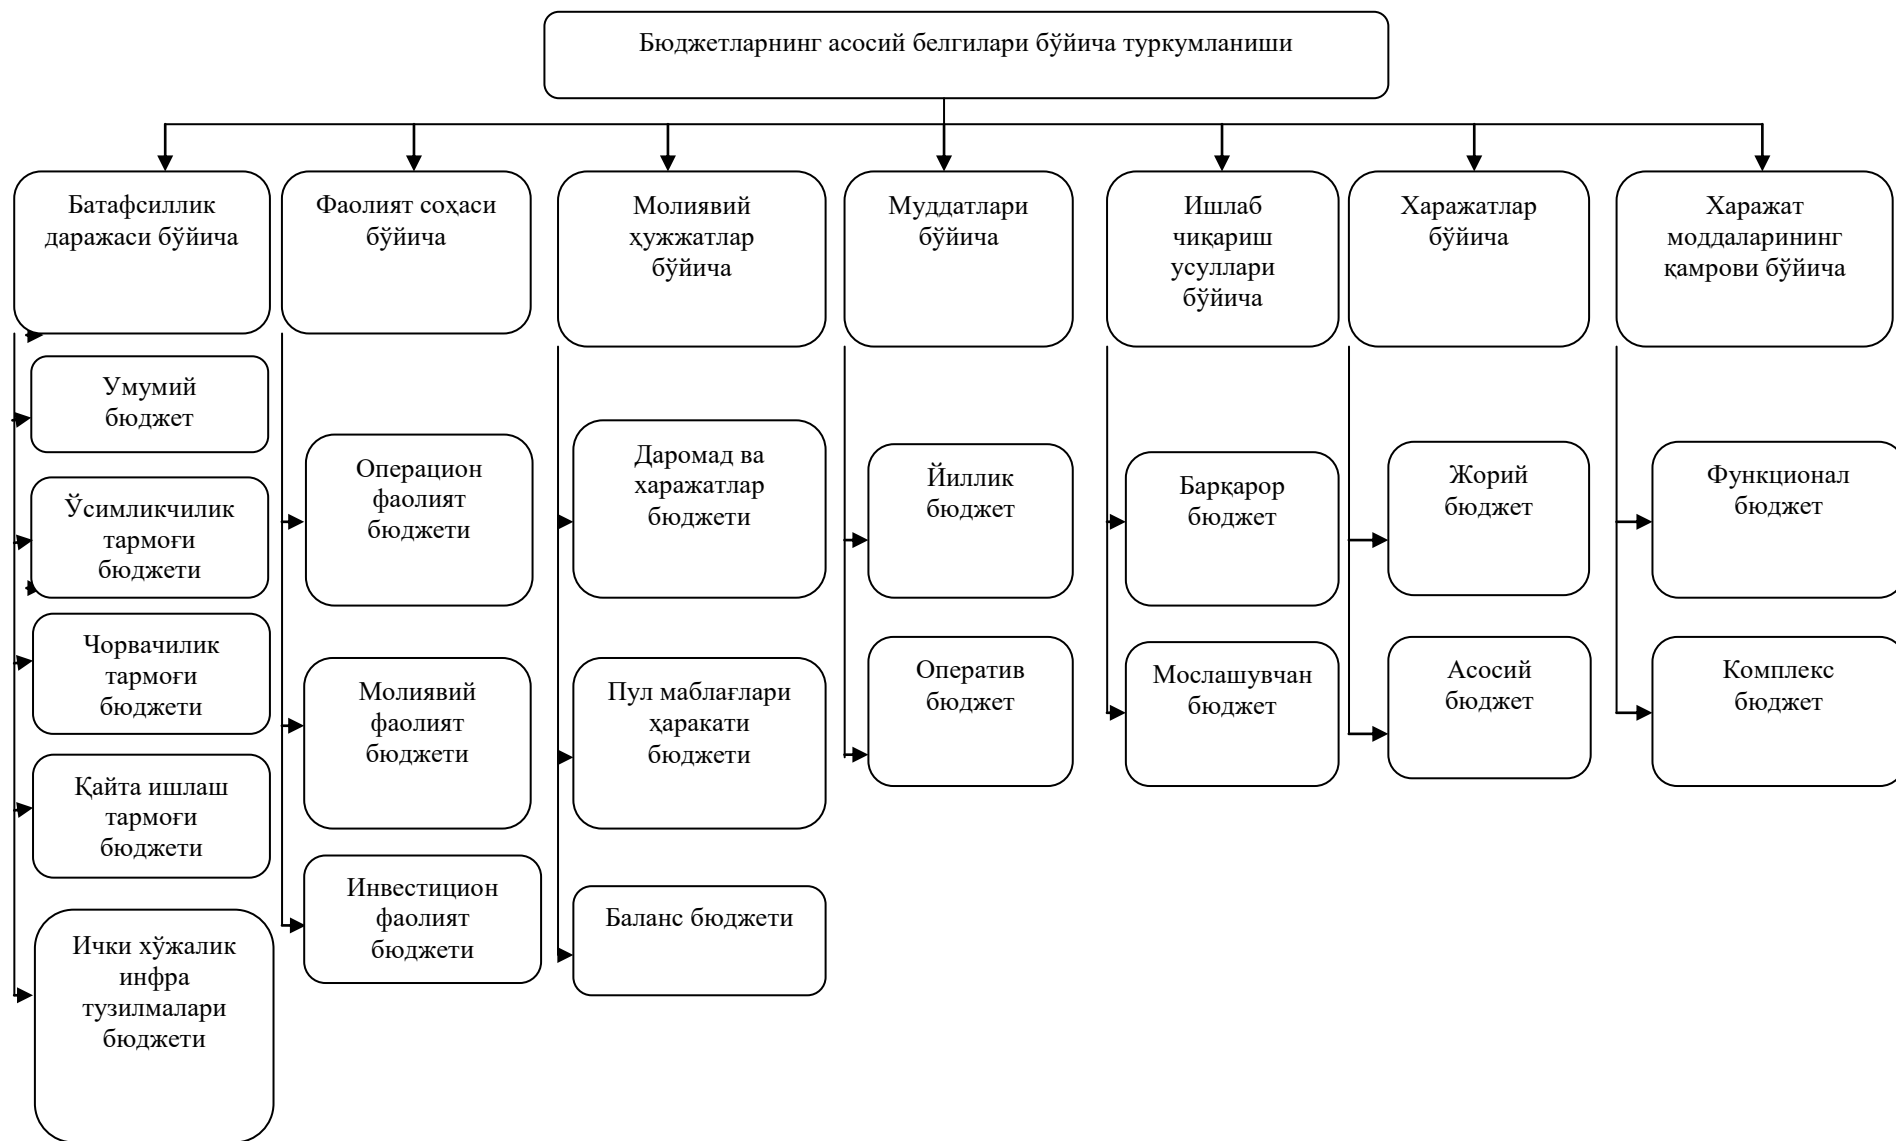 Бюджетларнинг асосий белгилари бўйича туркумланиши
Батафсиллик
даражаси бўйича
Умумий
бюджет
Ўсимликчилик
тармоғи
бюджети
Чорвачилик
тармоғи
бюджети
Қайта ишлаш
тармоғи
бюджети
Ички хўжалик
инфра
тузилмалари
бюджети
Фаолият соҳаси
бўйича
Операцион
фаолият
бюджети
Молиявий
фаолият
бюджети
Инвестицион
фаолият
бюджети
Молиявий
ҳужжатлар
бўйича
Даромад ва
харажатлар
бюджети
Пул маблағлари
ҳаракати
бюджети
Баланс бюджети
Муддатлари
бўйича
Йиллик
бюджет
Оператив
бюджет
Ишлаб
чиқариш
усуллари
бўйича
Барқарор
бюджет
Мослашувчан
бюджет
Харажатлар
бўйича
Жорий
бюджет
Асосий
бюджет
Харажат
моддаларининг
қамрови бўйича
Функционал
бюджет
Комплекс
бюджет